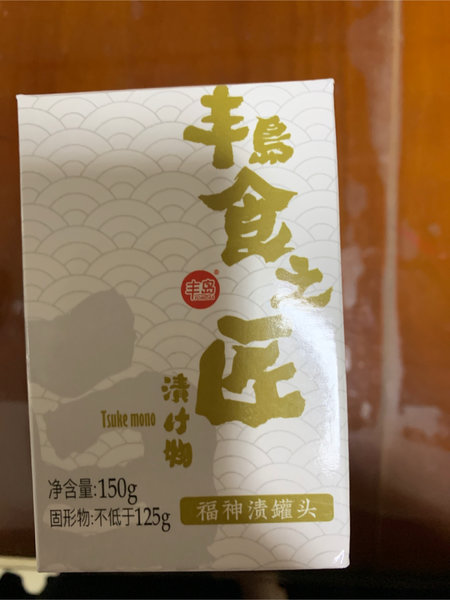 丰島食之匠
丰岛
®
漬け物
Tsuke mono
净含量:150g
固形物:不低于125g
福神漬罐头